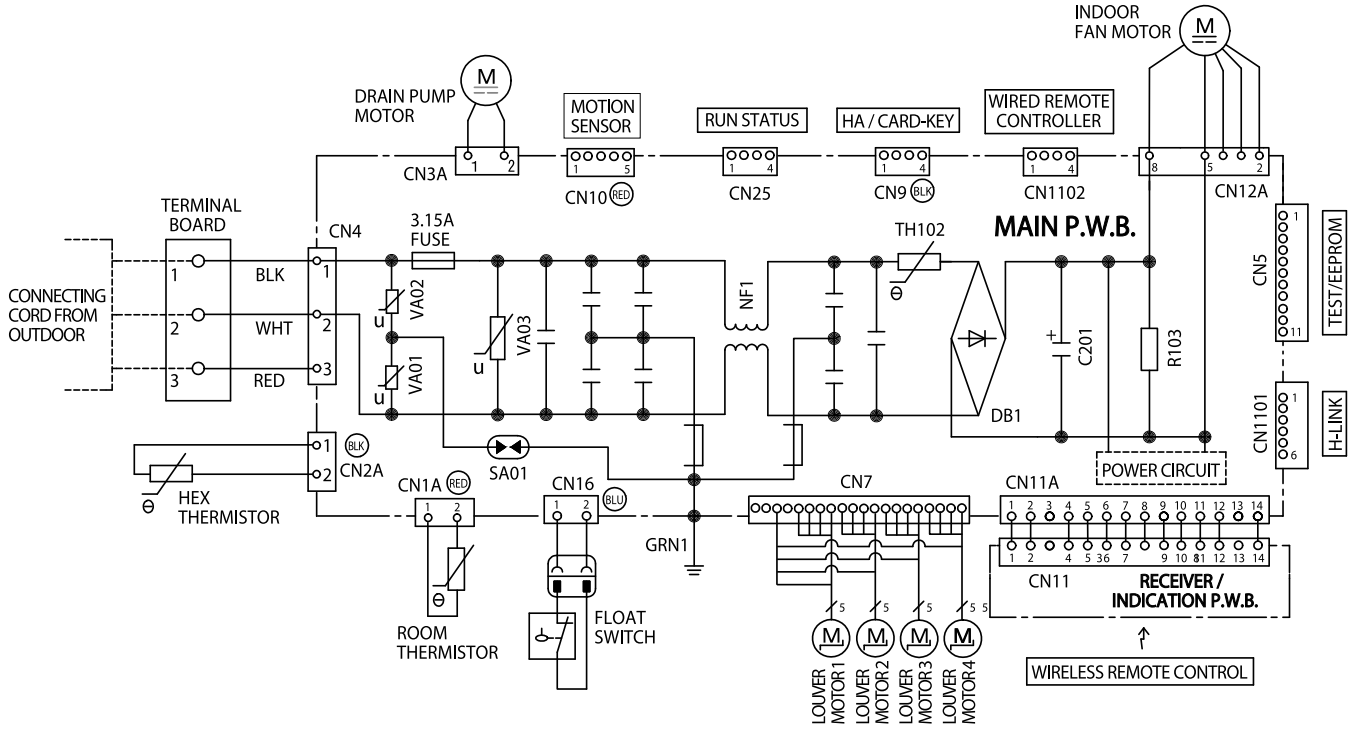 INDOOR
FAN MOTOR
M
M
DRAIN PUMP
MOTOR
MOTION
SENSOR
RUN STATUS
HA / CARD-KEY
WIRED REMOTE
CONTROLLER
1 2
CN3A
1 5
CN10 RED
1 4
CN25
1 4
CN9 BLK
1 4
CN1102
8 5 2
CN12A
MAIN P.W.B.
TERMINAL
BOARD
CN4
3.15A
FUSE
TH102
θ
1
CN5
11
TEST/EEPROM
CONNECTING
CORD FROM
OUTDOOR
1 BLK 1
2 WHT 2
3 RED 3
VA02
u
VA01
u
VA03
u
NF1
DB1
+
C201
R103
1
CN1101
6
H-LINK
1 BLK
2 CN2A
HEX
THERMISTOR
θ
SA01
POWER CIRCUIT
CN1A RED
1 2
CN16
1 2 BLU
GRN1
CN7
CN11A
1 2 3 4 5 6 7 8 9 10 11 12 13 14
1 2 4 5 36 7 9 10 81 12 13 14
CN11
RECEIVER /
INDICATION P.W.B.
θ
ROOM
THERMISTOR
FLOAT
SWITCH
5 5 5 5 5
M M M M
LOUVER
MOTOR1
LOUVER
MOTOR2
LOUVER
MOTOR3
LOUVER
MOTOR4
WIRELESS REMOTE CONTROL